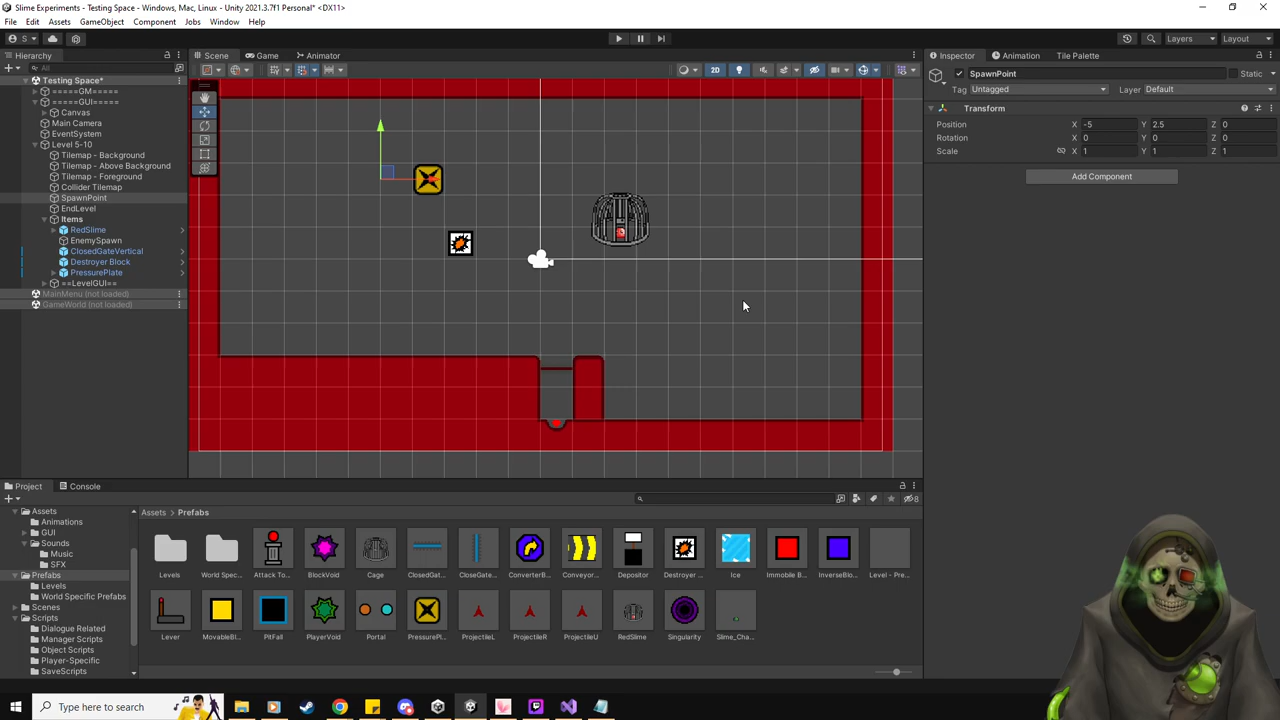 Slime Experiments - Testing Space - Windows, Mac, Linux - Unity 2021.3.7f1 Personal* <DX11>
File Edit Assets GameObject Component Jobs Window Help
S Layers Layout
Hierarchy Scene Game Animator Inspector Animation Tile Palette
All 2D
Testing Space*
=====GM=====
=====GUI=====
Canvas
Main Camera
EventSystem
Level 5-10
Tilemap - Background
Tilemap - Above Background
Tilemap - Foreground
Collider Tilemap
SpawnPoint
EndLevel
Items
RedSlime
EnemySpawn
ClosedGateVertical
Destroyer Block
PressurePlate
==LevelGUI==
MainMenu (not loaded)
GameWorld (not loaded)
SpawnPoint Static
Tag Untagged Layer Default
Transform
Position X -5 Y 2.5 Z 0
Rotation X 0 Y 0 Z 0
Scale X 1 Y 1 Z 1
Add Component
Project Console
8
Assets
Animations
GUI
Sounds
Music
SFX
Prefabs
Levels
World Specific Prefabs
Scenes
Scripts
Dialogue Related
Manager Scripts
Object Scripts
Player-Specific
SaveScripts
Assets > Prefabs
Levels World Spec... Attack To... BlockVoid Cage ClosedGat... CloseGate... ConverterB... Conveyor... Depositor Destroyer ... Ice Immobile B... InverseBlo... Level - Pre...
Lever MovableBl... PitFall PlayerVoid Portal PressurePl... ProjectileL ProjectileR ProjectileU RedSlime Singularity Slime_Cha...
Type here to search